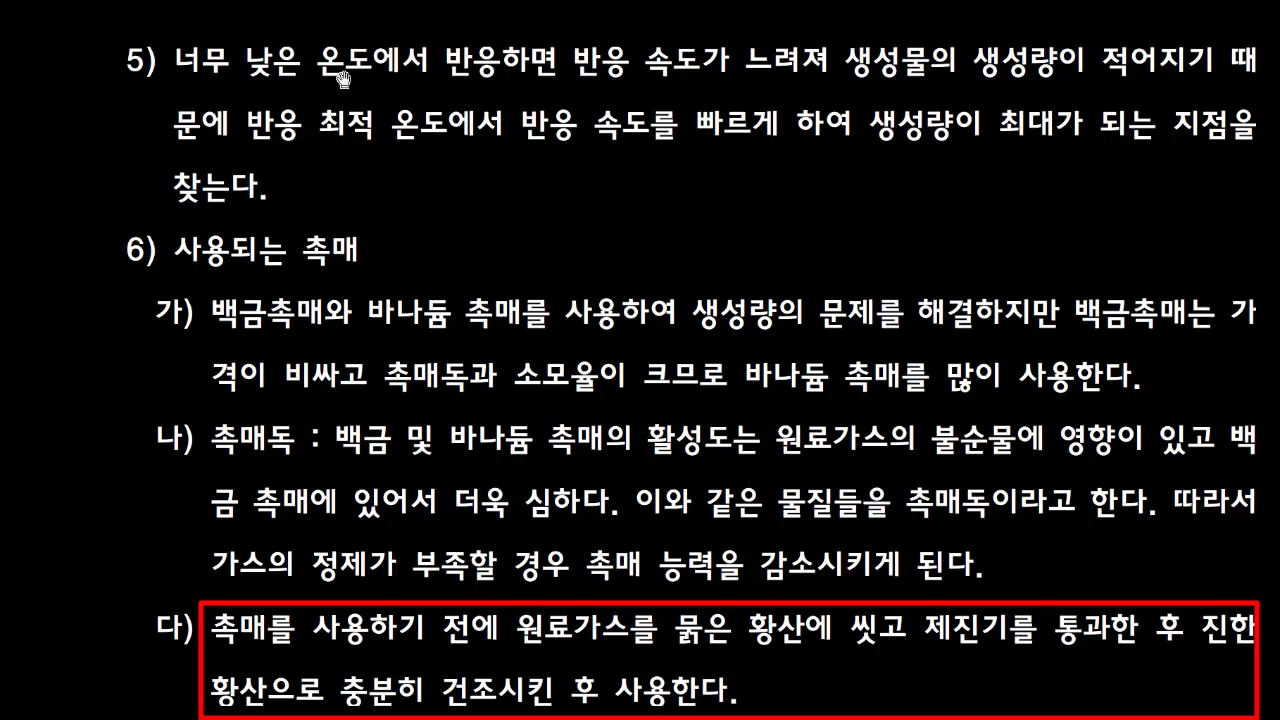 5) 너무 낮은 온도에서 반응하면 반응 속도가 느려져 생성물의 생성량이 적어지기 때
문에 반응 최적 온도에서 반응 속도를 빠르게 하여 생성량이 최대가 되는 지점을
찾는다.
6) 사용되는 촉매
가) 백금촉매와 바나듐 촉매를 사용하여 생성량의 문제를 해결하지만 백금촉매는 가
격이 비싸고 촉매독과 소모율이 크므로 바나듐 촉매를 많이 사용한다.
나) 촉매독 : 백금 및 바나듐 촉매의 활성도는 원료가스의 불순물에 영향이 있고 백
금 촉매에 있어서 더욱 심하다. 이와 같은 물질들을 촉매독이라고 한다. 따라서
가스의 정제가 부족할 경우 촉매 능력을 감소시키게 된다.
다) 촉매를 사용하기 전에 원료가스를 묽은 황산에 씻고 제진기를 통과한 후 진한
황산으로 충분히 건조시킨 후 사용한다.